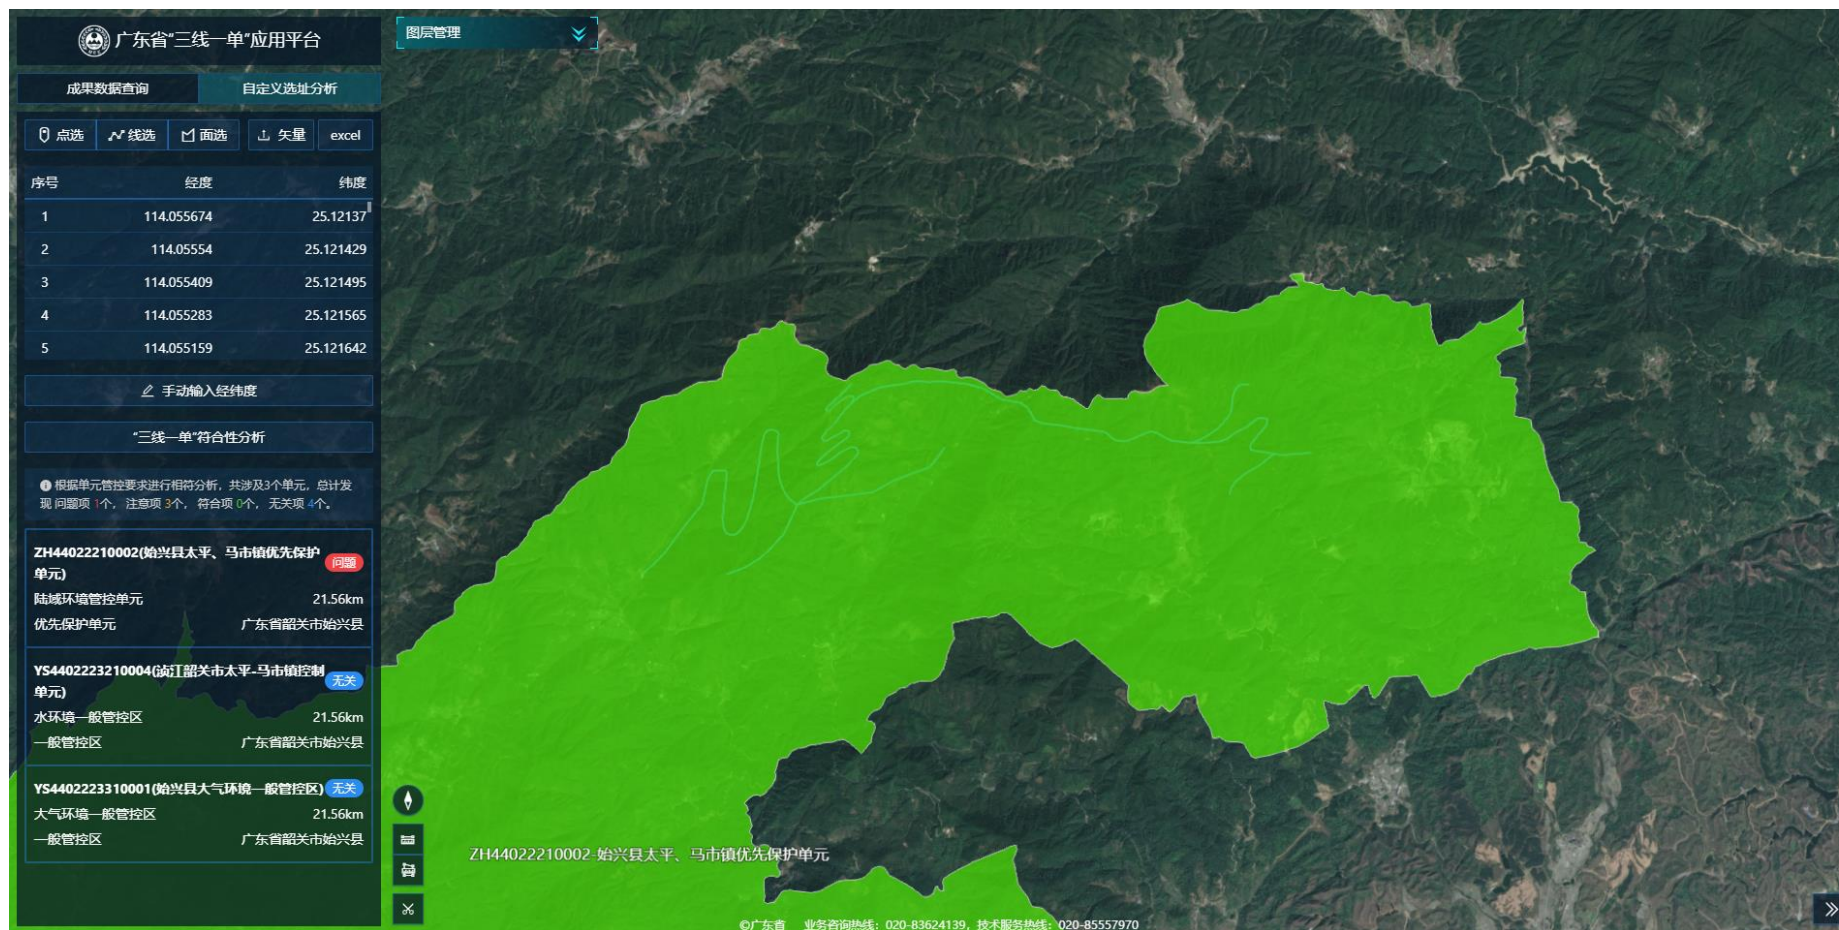 广东省“三线一单”应用平台
图层管理
成果数据查询 自定义选址分析
点选 线选 面选 矢量 excel
序号 经度 纬度
1 114.055674 25.12137
2 114.05554 25.121429
3 114.055409 25.121495
4 114.055283 25.121565
5 114.055159 25.121642
手动输入经纬度
“三线一单”符合性分析
根据单元管控要求进行相符分析，共涉及3个单元，总计发
现 问题项 1个， 注意项 3个， 符合项 0个， 无关项 4个。
ZH44022210002(始兴县太平、马市镇优先保护
单元)
问题
陆域环境管控单元 21.56km
优先保护单元 广东省韶关市始兴县
YS4402223210004(浈江韶关市太平-马市镇控制
单元)
无关
水环境一般管控区 21.56km
一般管控区 广东省韶关市始兴县
YS4402223310001(始兴县大气环境一般管控区) 无关
大气环境一般管控区 21.56km
一般管控区 广东省韶关市始兴县
ZH44022210002-始兴县太平、马市镇优先保护单元
©广东省 业务咨询热线：020-83624139，技术服务热线：020-85557970